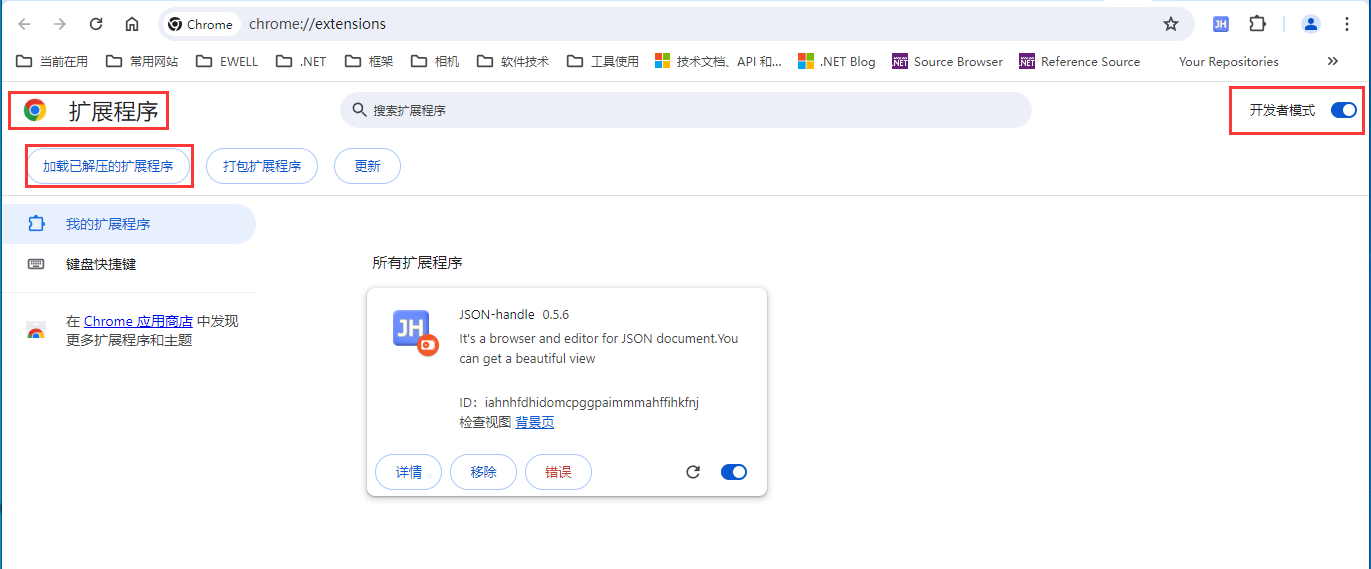 Chrome chrome://extensions JH
当前在用 常用网站 EWELL .NET 框架 相机 软件技术 工具使用 技术文档、API 和... .NET Blog .NET Source Browser .NET Reference Source Your Repositories
扩展程序 搜索扩展程序 开发者模式
加载已解压的扩展程序 打包扩展程序 更新
我的扩展程序
键盘快捷键
在 Chrome 应用商店 中发现
更多扩展程序和主题
所有扩展程序
JH
JSON-handle 0.5.6
It's a browser and editor for JSON document.You
can get a beautiful view
ID：iahnhfdhidomcpggpaimmmahffihkfnj
检查视图 背景页
详情 移除 错误